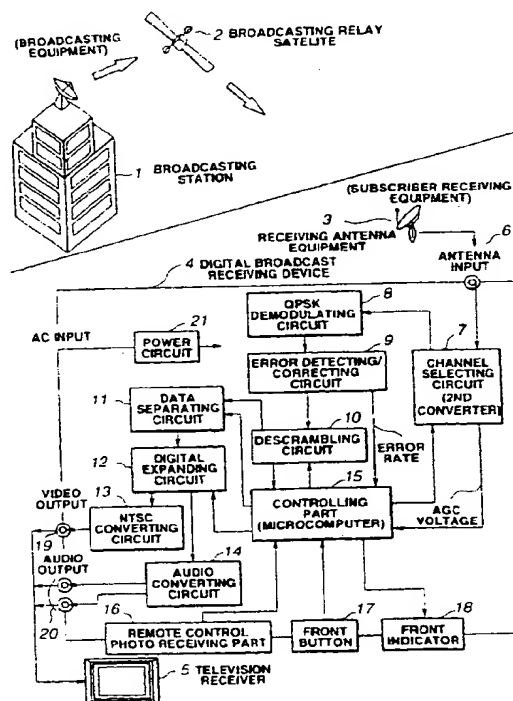 (BROADCASTING
EQUIPMENT)
2 BROADCASTING RELAY
SATELITE
1 BROADCASTING
STATION
(SUBSCRIBER RECEIVING
EQUIPMENT)
3
RECEIVING ANTENNA
EQUIPMENT
6
ANTENNA
INPUT
4 DIGITAL BROADCAST
RECEIVING DEVICE
8
QPSK DEMODULATING
CIRCUIT
AC INPUT
21
POWER
CIRCUIT
9
ERROR DETECTING/
CORRECTING
CIRCUIT
7
CHANNEL
SELECTING
CIRCUIT
(2ND
CONVERTER)
11
DATA
SEPARATING
CIRCUIT
10
DESCRAMBLING
CIRCUIT
ERROR
RATE
12
DIGITAL
EXPANDING
CIRCUIT
15
CONTROLLING
PART
(MICROCOMPUTER)
AGC
VOLTAGE
VIDEO
OUTPUT
13
NTSC
CONVERTING
CIRCUIT
19
AUDIO
OUTPUT
14
AUDIO
CONVERTING
CIRCUIT
20
16
REMOTE CONTROL
PHOTO RECEIVING PART
17
FRONT
BUTTON
18
FRONT
INDICATOR
5 TELEVISION
RECEIVER